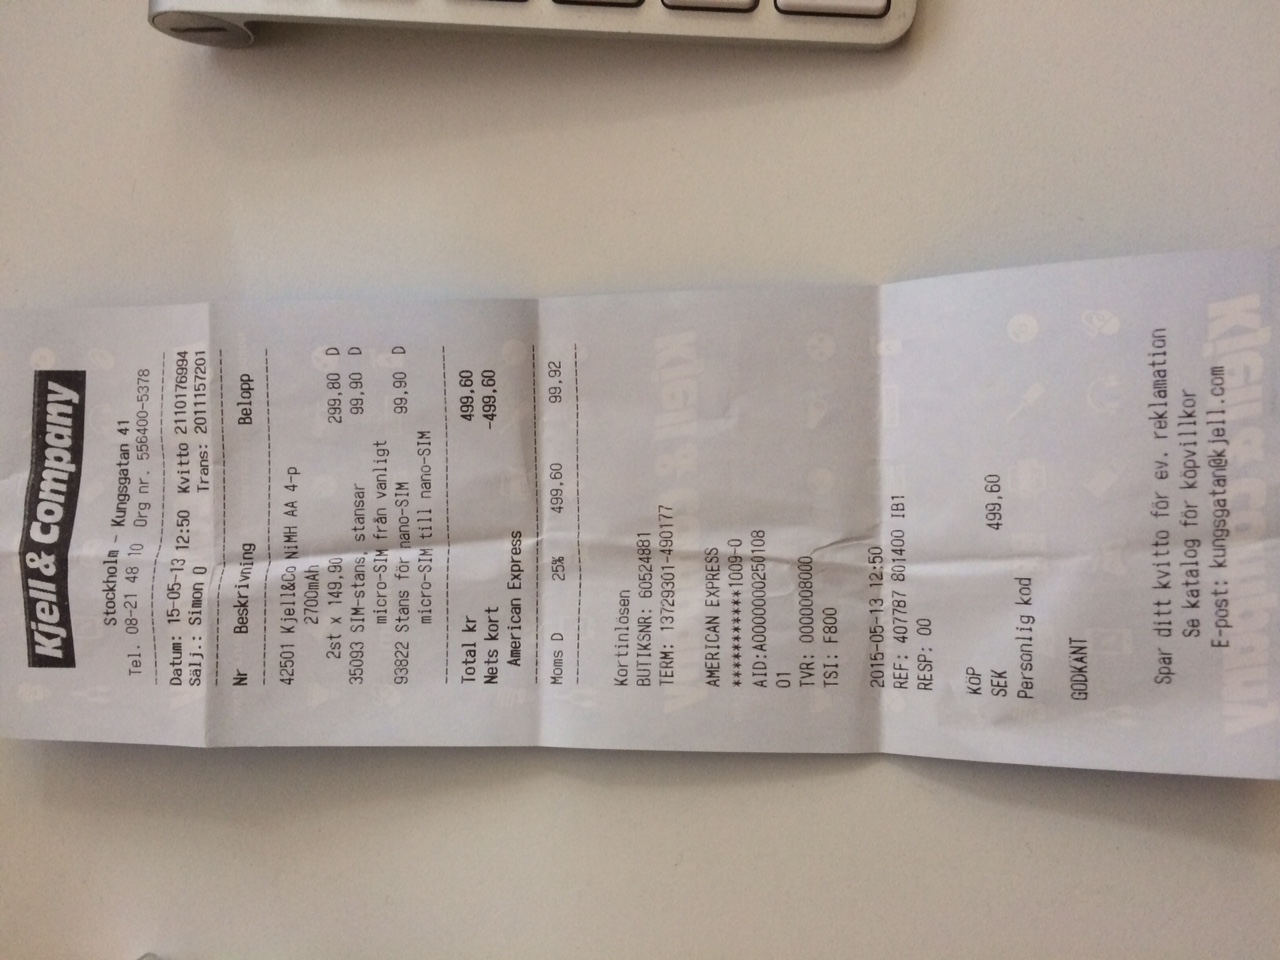 Kjell & Company
Stockholm - Kungsgatan 41
Tel. 08-21 48 10 Org nr. 556400-5378
Datum: 15-05-13 12:50 Kvitto 2110176994
Sälj.: Simon Ö Trans: 2011157201
Nr Beskrivning Belopp
42501 Kjell&Co NiMH AA 4-p
2700mAh
2st x 149,90 299,80 D
35093 SIM-stans, stansar 99,90 D
micro-SIM från vanligt
93822 Stans för nano-SIM 99,90 D
micro-SIM till nano-SIM
Total kr 499,60
Nets kort -499,60
American Express
Moms D 25% 499,60 99,92
Kortinlösen
BUTIKSNR: 60524881
TERM: 13729301-490177
AMERICAN EXPRESS
***********1009-0
AID:A0000000250108
01
TVR: 0000008000
TSI: F800
2015-05-13 12:50
REF: 407787 801400 IB1
RESP: 00
KÖP
SEK 499,60
Personlig kod
GODKÄNT
Spar ditt kvitto för ev. reklamation
Se katalog för köpvillkor
E-post: kungsgatan@kjell.com